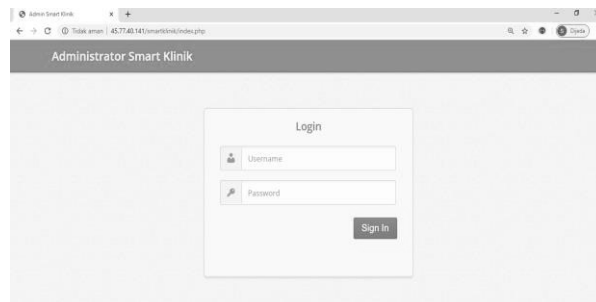 Admin Smart Klinik
Tidak aman | 45.77.40.141/smartklinik/index.php
Dijeda
Administrator Smart Klinik
Login
Username
Password
Sign In